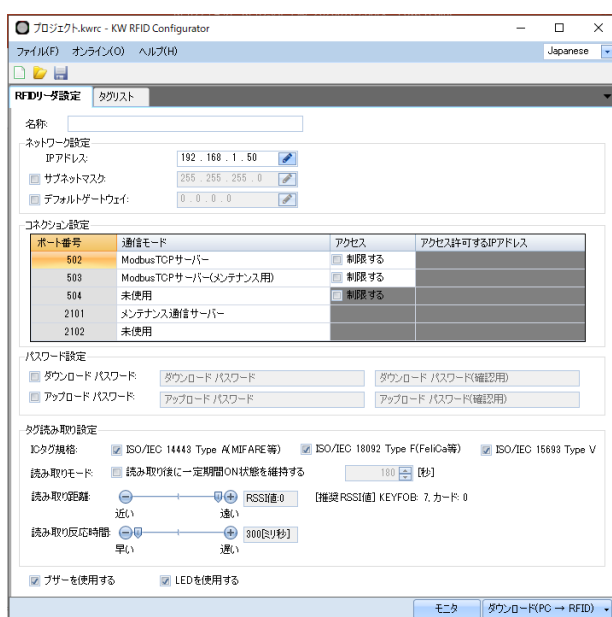 プロジェクト.kwrc - KW RFID Configurator
ファイル(F) オンライン(O) ヘルプ(H) Japanese
RFIDリーダ設定 タグリスト
名称:
ネットワーク設定
IPアドレス: 192 . 168 . 1 . 50
サブネットマスク: 255 . 255 . 255 . 0
デフォルトゲートウェイ: 0 . 0 . 0 . 0
コネクション設定
ポート番号 通信モード アクセス アクセス許可するIPアドレス
502 ModbusTCPサーバー 制限する
503 ModbusTCPサーバー(メンテナンス用) 制限する
504 未使用 制限する
2101 メンテナンス通信サーバー
2102 未使用
パスワード設定
ダウンロード パスワード: ダウンロード パスワード ダウンロード パスワード(確認用)
アップロード パスワード: アップロード パスワード アップロード パスワード(確認用)
タグ読み取り設定
ICタグ規格: ISO/IEC 14443 Type A(MIFARE等) ISO/IEC 18092 Type F(FeliCa等) ISO/IEC 15693 Type V
読み取りモード: 読み取り後に一定期間ON状態を維持する 180 [秒]
読み取り距離: RSSI値:0 [推奨RSSI値] KEYFOB: 7, カード: 0
近い 遠い
読み取り反応時間: 300[ミリ秒]
早い 遅い
ブザーを使用する LEDを使用する
モニタ ダウンロード(PC → RFID)